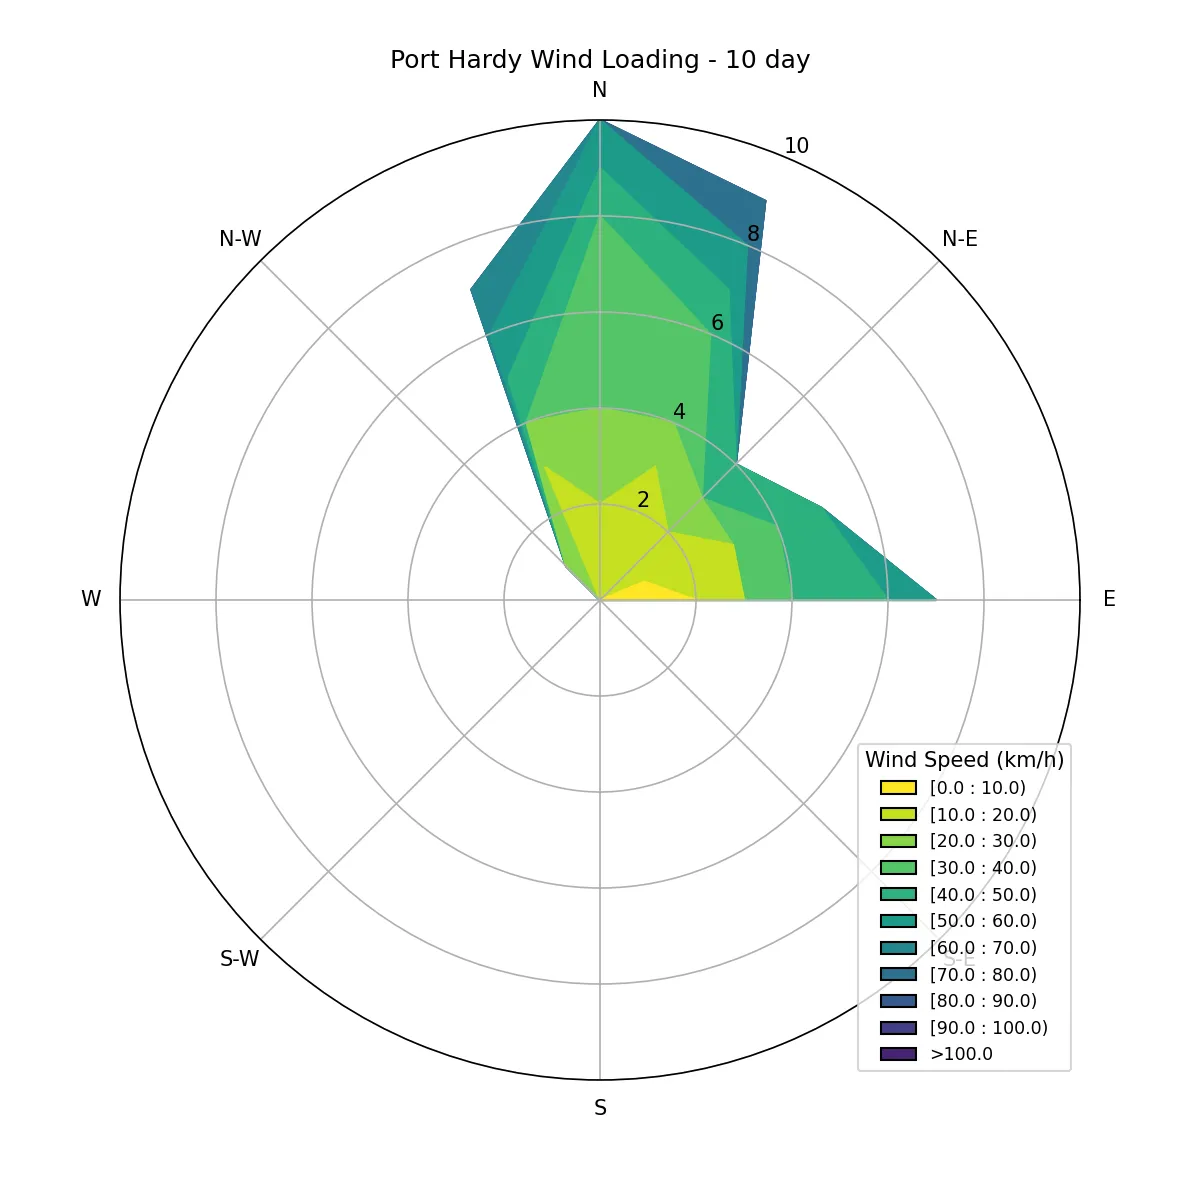 Port Hardy Wind Loading - 10 day
N
10
N-W
8
N-E
6
4
2
W
E
Wind Speed (km/h)
[0.0 : 10.0)
[10.0 : 20.0)
[20.0 : 30.0)
[30.0 : 40.0)
[40.0 : 50.0)
[50.0 : 60.0)
[60.0 : 70.0)
[70.0 : 80.0)
[80.0 : 90.0)
[90.0 : 100.0)
>100.0
S-W
S-E
S